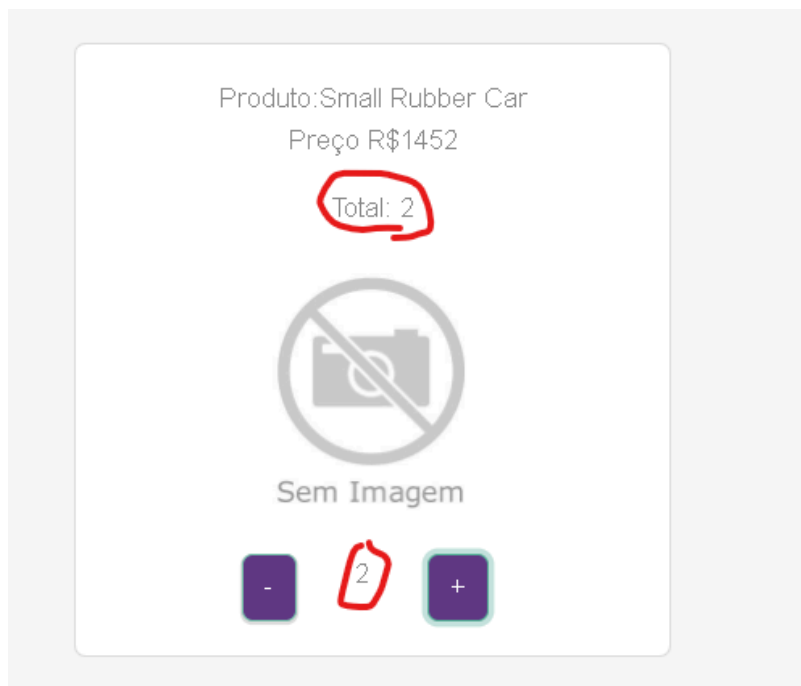 Produto:Small Rubber Car
Preço R$1452
Total: 2
Sem Imagem
- 2 +